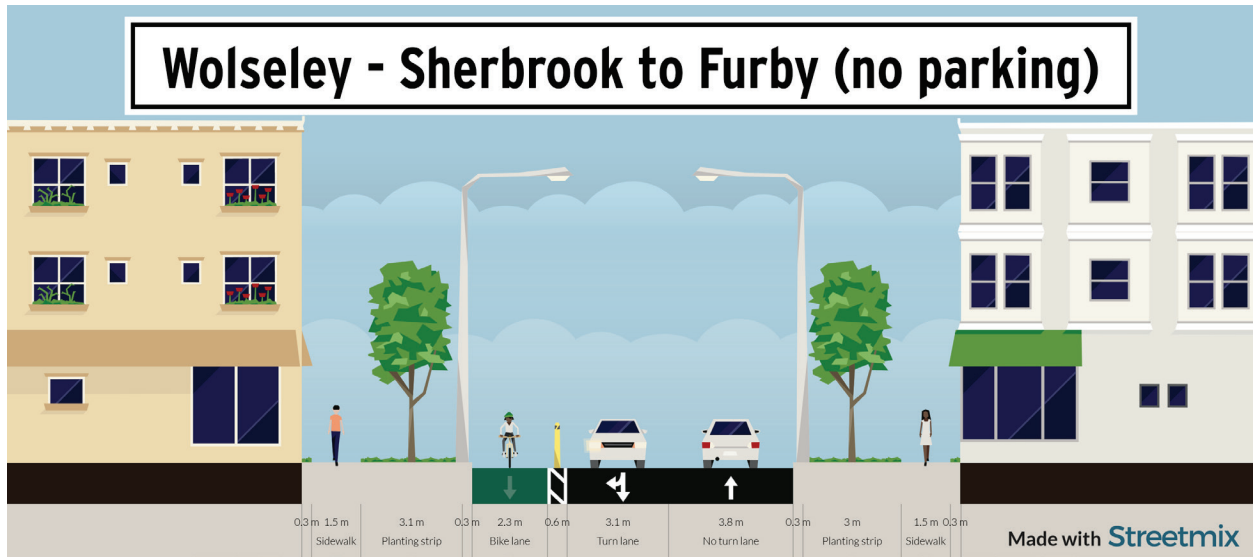 Wolseley - Sherbrook to Furby (no parking)
0.3 m 1.5 m 3.1 m 0.3 m 2.3 m 0.6 m 3.1 m 3.8 m 0.3 m 3 m 1.5 m 0.3 m
Sidewalk Planting strip Bike lane Turn lane No turn lane Planting strip Sidewalk
Made with Streetmix